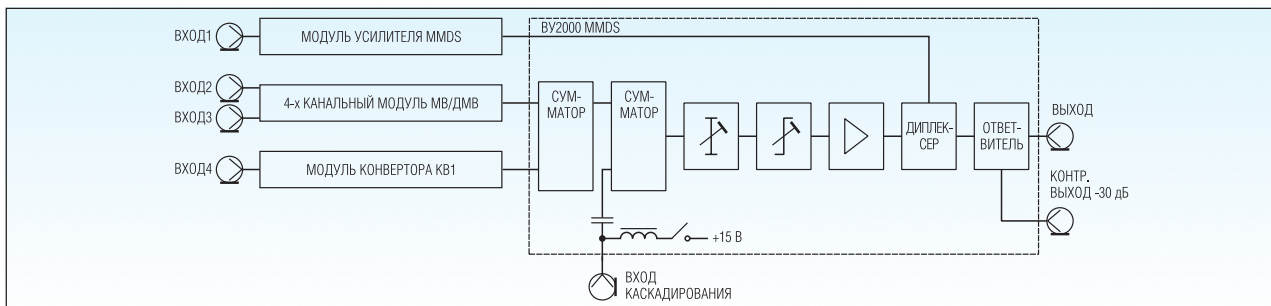 ВХОД1
МОДУЛЬ УСИЛИТЕЛЯ MMDS
ВУ2000 MMDS
ВХОД2
ВХОД3
4-х КАНАЛЬНЫЙ МОДУЛЬ МВ/ДМВ
ВХОД4
МОДУЛЬ КОНВЕРТОРА КВ1
СУМ-
МАТОР
СУМ-
МАТОР
ДИПЛЕК-
СЕР
ОТВЕТ-
ВИТЕЛЬ
ВЫХОД
КОНТР.
ВЫХОД -30 дБ
+15 В
ВХОД
КАСКАДИРОВАНИЯ